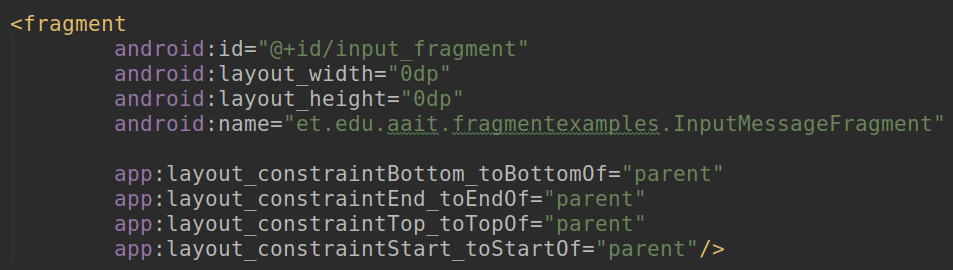 <fragment
android:id="@+id/input_fragment"
android:layout_width="0dp"
android:layout_height="0dp"
android:name="et.edu.aait.fragmentexamples.InputMessageFragment"
app:layout_constraintBottom_toBottomOf="parent"
app:layout_constraintEnd_toEndOf="parent"
app:layout_constraintTop_toTopOf="parent"
app:layout_constraintStart_toStartOf="parent"/>